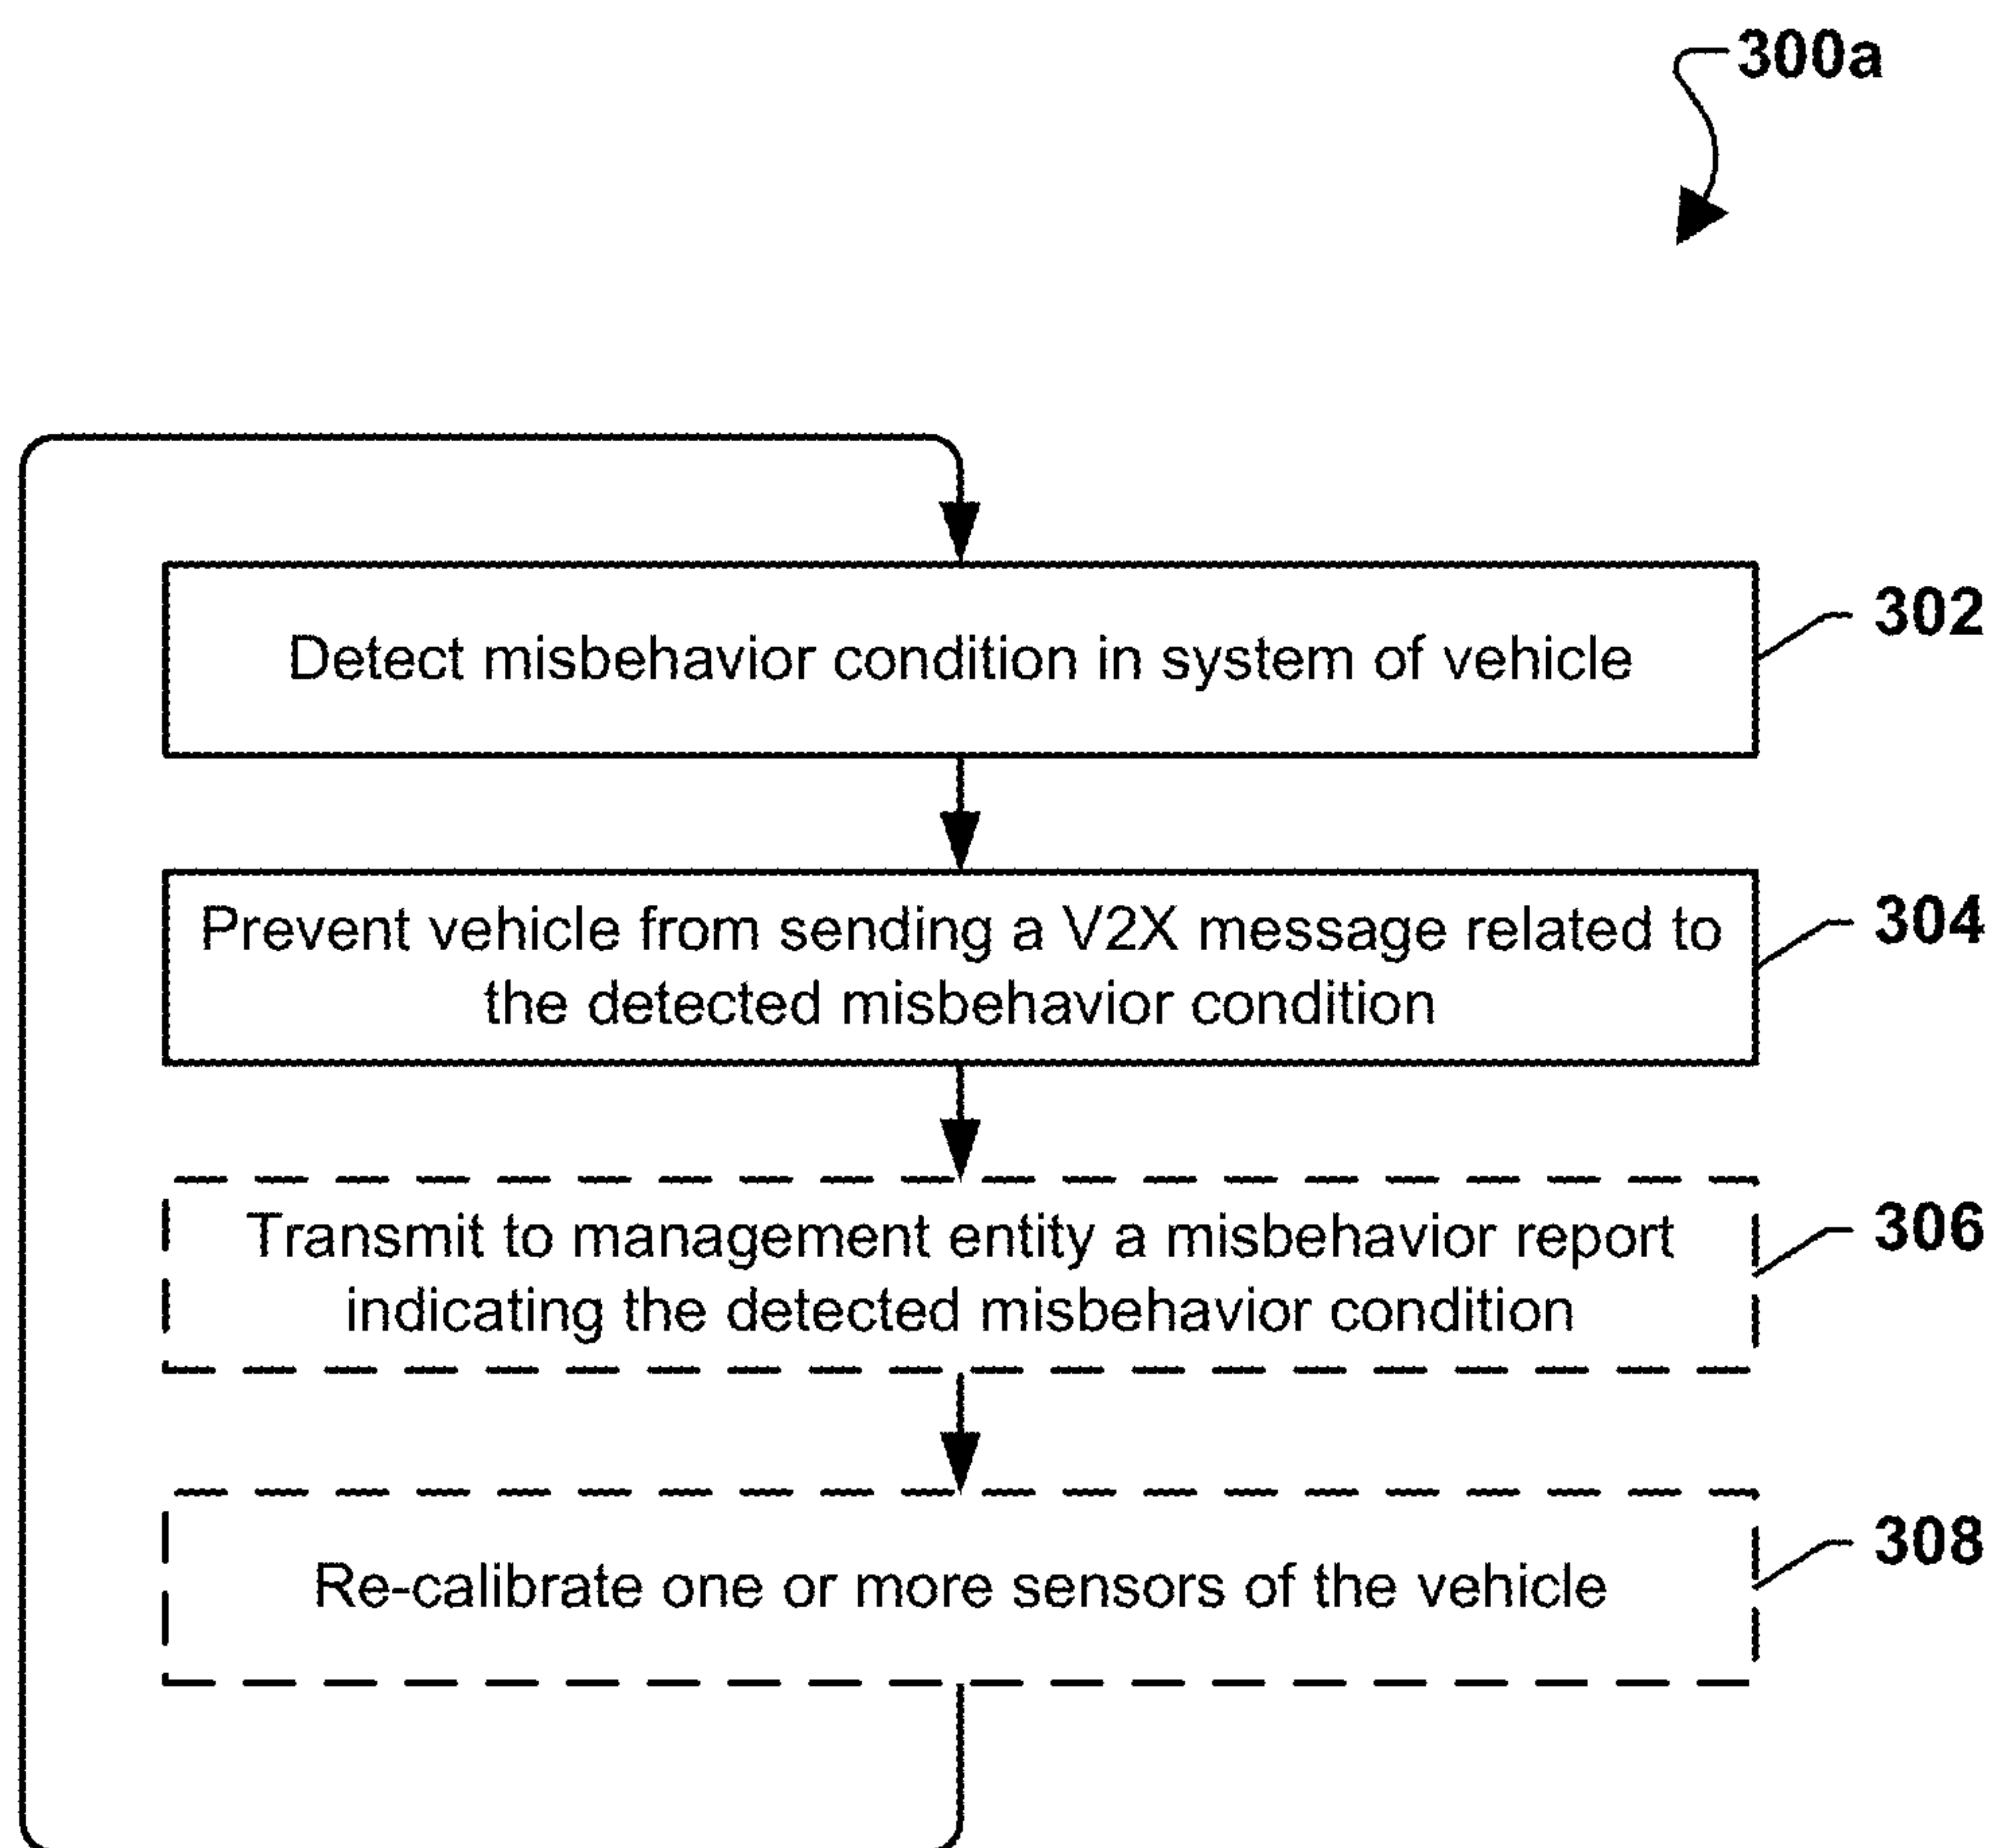 300a
Detect misbehavior condition in system of vehicle
302
Prevent vehicle from sending a V2X message related to
the detected misbehavior condition
304
Transmit to management entity a misbehavior report
indicating the detected misbehavior condition
306
Re-calibrate one or more sensors of the vehicle
308